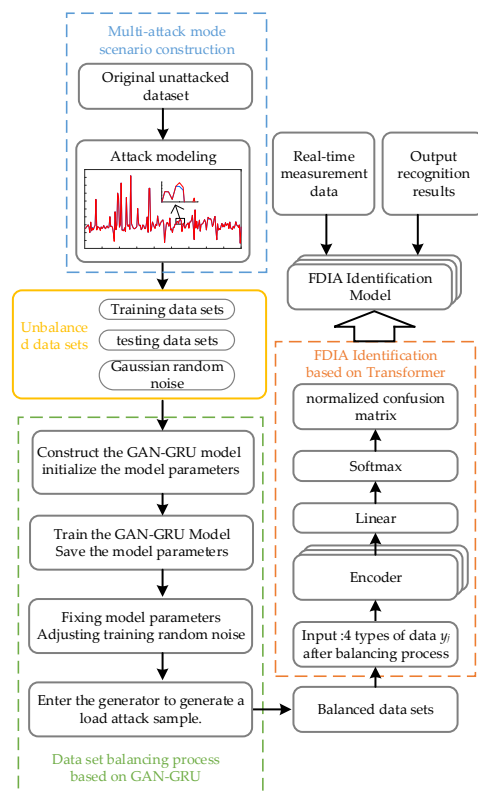 Multi-attack mode
scenario construction
Original unattacked
dataset
Attack modeling
Unbalance
d data sets
Training data sets
testing data sets
Gaussian random
noise
Construct the GAN-GRU model
initialize the model parameters
Train the GAN-GRU Model
Save the model parameters
Fixing model parameters
Adjusting training random noise
Enter the generator to generate a
load attack sample.
Data set balancing process
based on GAN-GRU
Real-time
measurement
data
Output
recognition
results
FDIA Identification
Model
FDIA Identification
based on Transformer
normalized confusion
matrix
Softmax
Linear
Encoder
Input :4 types of data yj
after balancing process
Balanced data sets